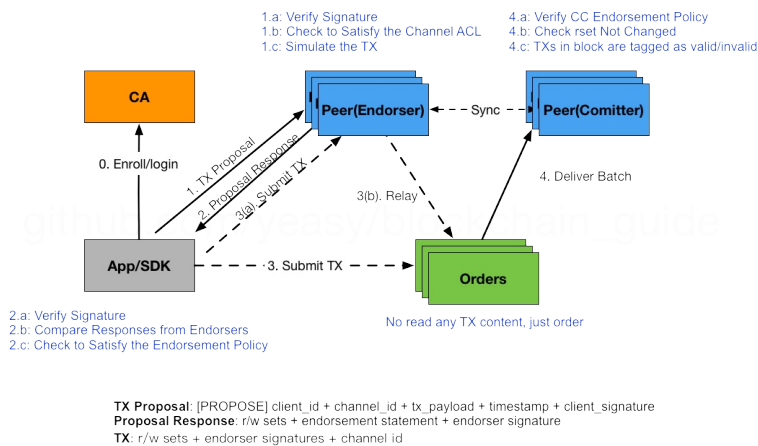 1.a: Verify Signature
1.b: Check to Satisfy the Channel ACL
1.c: Simulate the TX
4.a: Verify CC Endorsement Policy
4.b: Check rset Not Changed
4.c: TXs in block are tagged as valid/invalid
CA
Peer(Endorser)
Sync
Peer(Comitter)
0. Enroll/login
1. TX Proposal
2. Proposal Response
3(a). Submit TX
3(b). Relay
4. Deliver Batch
github.com/yeasy/blockchain_guide
App/SDK
3. Submit TX
Orders
2.a: Verify Signature
2.b: Compare Responses from Endorsers
2.c: Check to Satisfy the Endorsement Policy
No read any TX content, just order
TX Proposal: [PROPOSE] client_id + channel_id + tx_payload + timestamp + client_signature
Proposal Response: r/w sets + endorsement statement + endorser signature
TX: r/w sets + endorser signatures + channel id